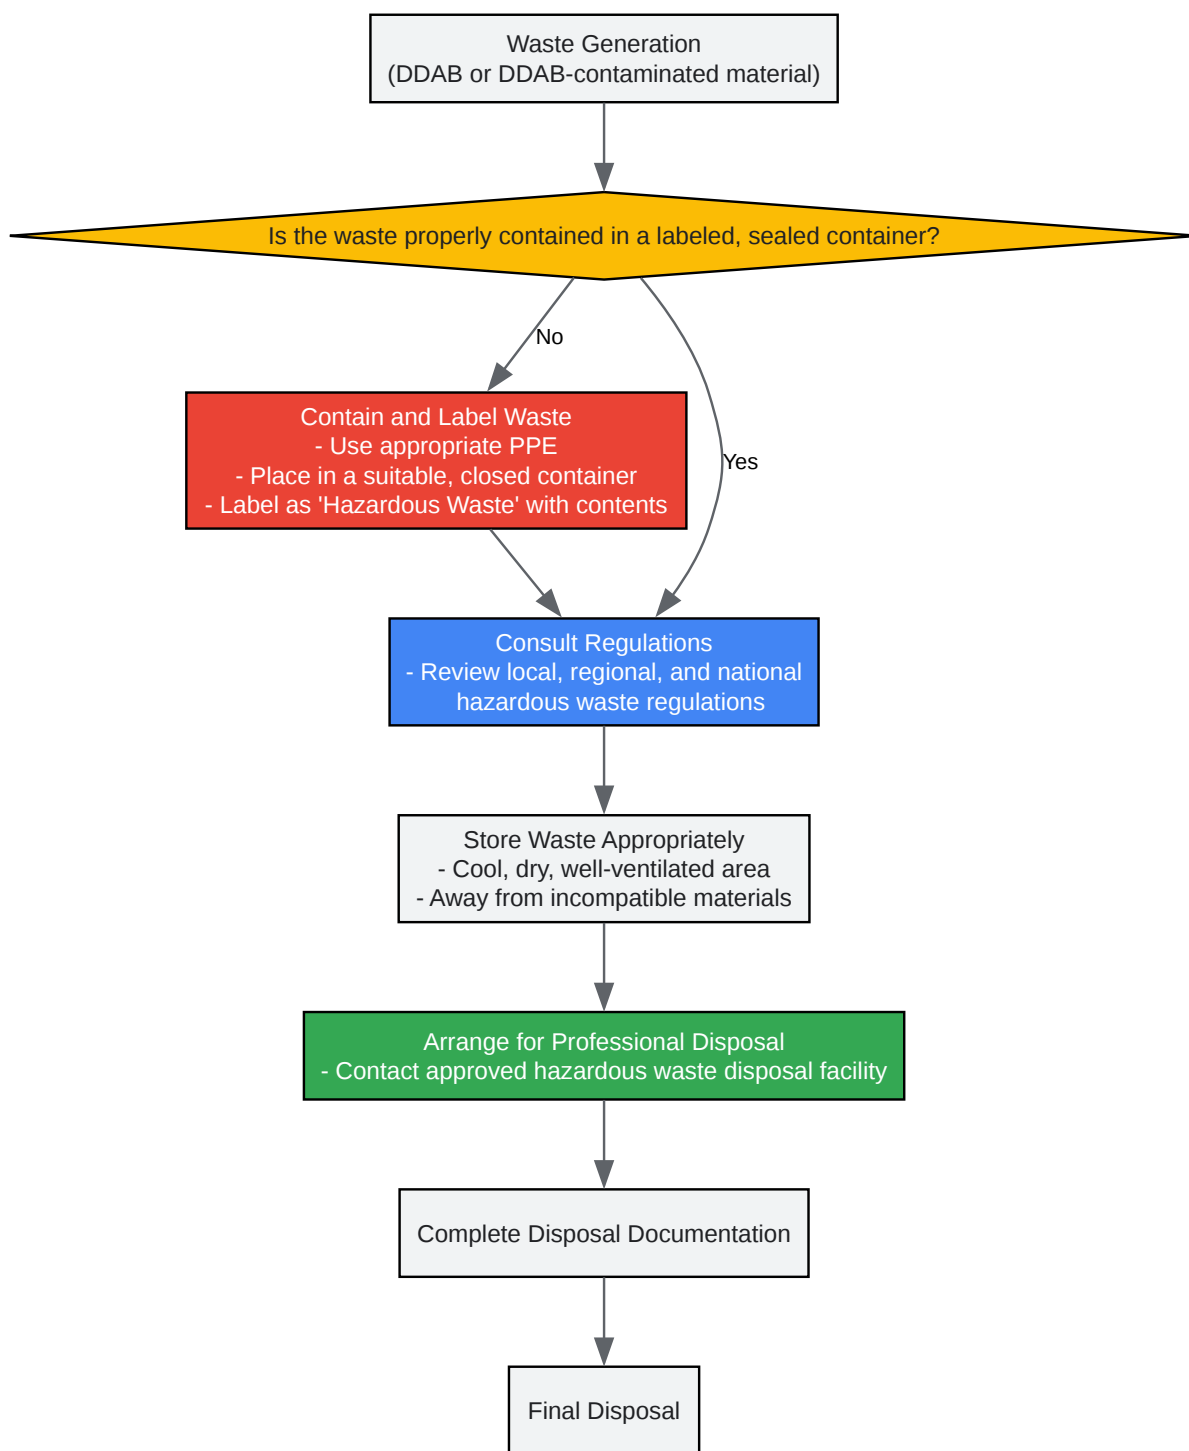 Waste Generation
(DDAB or DDAB-contaminated material)
Is the waste properly contained in a labeled, sealed container?
No
Contain and Label Waste
- Use appropriate PPE
- Place in a suitable, closed container
- Label as 'Hazardous Waste' with contents
Yes
Consult Regulations
- Review local, regional, and national
hazardous waste regulations
Store Waste Appropriately
- Cool, dry, well-ventilated area
- Away from incompatible materials
Arrange for Professional Disposal
- Contact approved hazardous waste disposal facility
Complete Disposal Documentation
Final Disposal